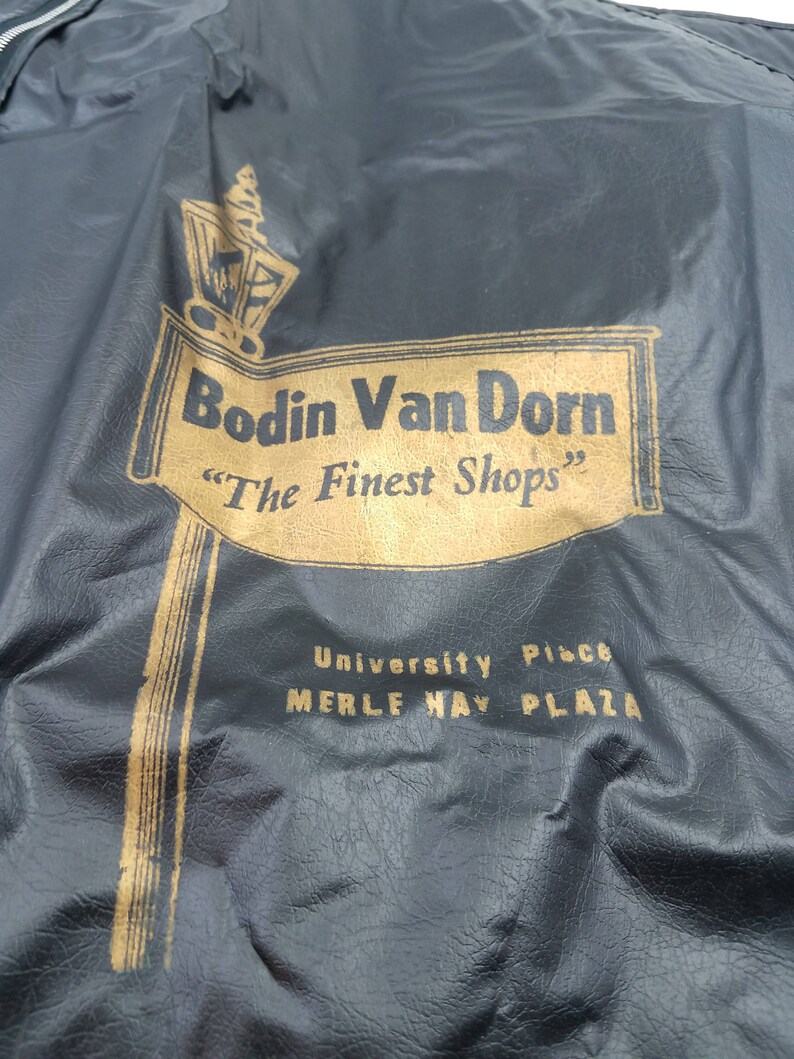 Bodin Van Dorn
“The Finest Shops”
University Place
MERLE HAY PLAZA